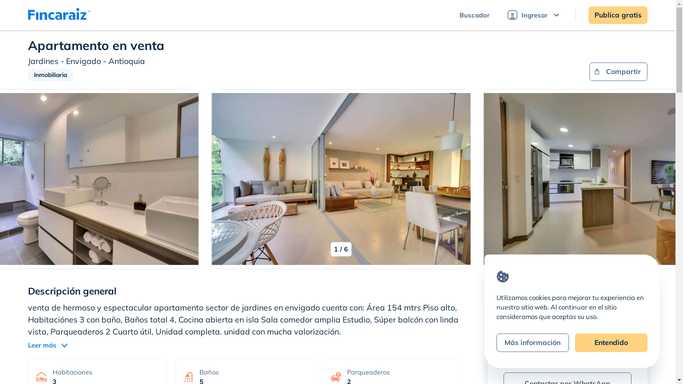 Fincaraiz
Buscador
Ingresar
Publica gratis
Apartamento en venta
Jardines - Envigado - Antioquia
Inmobiliaria
Compartir
1 / 6
Descripción general
venta de hermoso y espectacular apartamento sector de jardines en envigado cuenta con: Área 154 mtrs Piso alto,
Habitaciónes 3 con baño, Baños total 4, Cocina abierta en isla Sala comedor amplia Estudio, Súper balcón con linda
vista, Parqueaderos 2 Cuarto útil, Unidad completa. unidad con mucha valorización.
Leer más
Habitaciones
3
Baños
5
Parqueaderos
2
Utilizamos cookies para mejorar tu experiencia en
nuestro sitio web. Al continuar en el sitio
consideramos que aceptas su uso.
Más información
Entendido
Contactar por WhatsApp